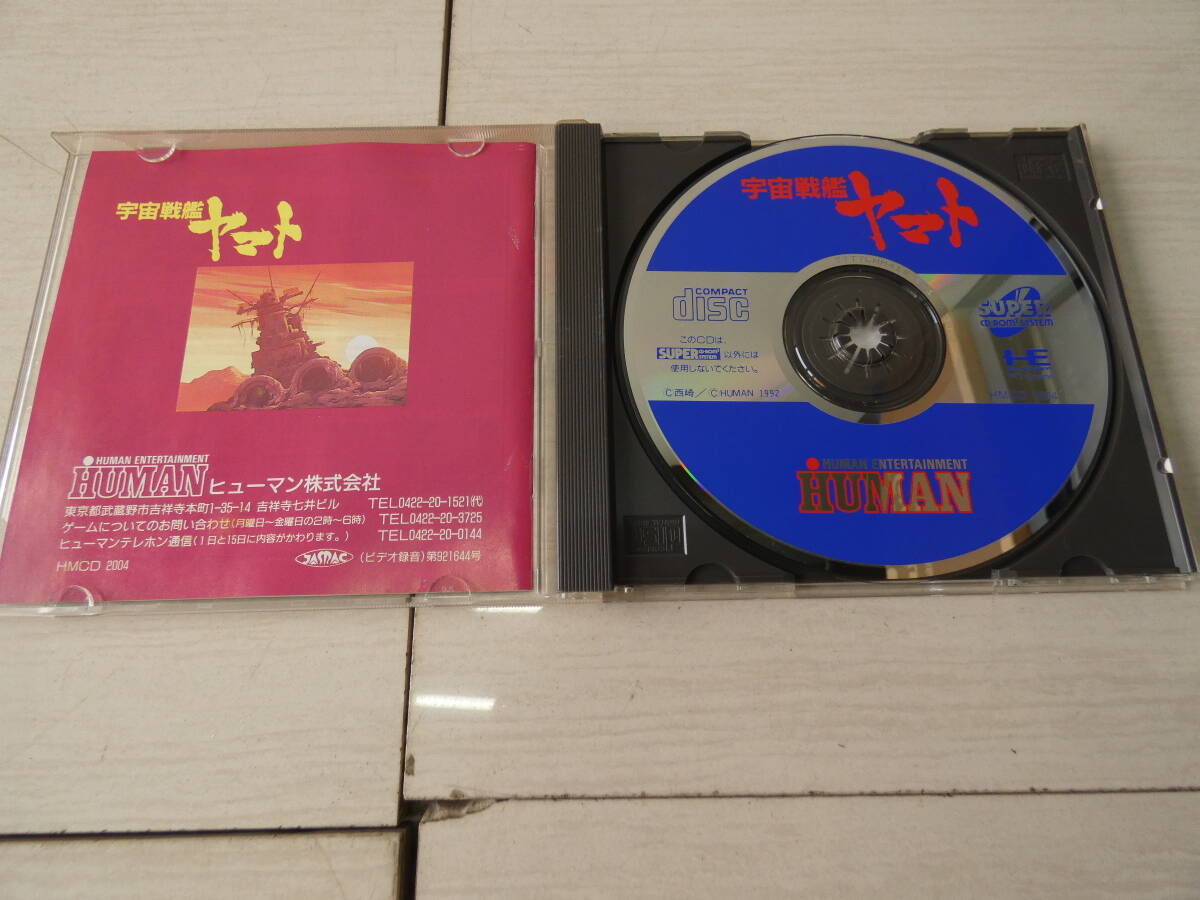 宇宙戦艦
ヤマト
HUMAN ENTERTAINMENT
HUMAN ヒューマン株式会社
東京都武蔵野市吉祥寺本町1-35-14 吉祥寺七井ビル TEL0422-20-1521(代)
ゲームについてのお問い合わせ(月曜日〜金曜日の2時〜6時) TEL0422-20-3725
ヒューマンテレホン通信(1日と15日に内容がかわります。) TEL0422-20-0144
JASRAC (ビデオ録音)第921644号
HMCD 2004
宇宙戦艦
ヤマト
COMPACT
disc
SUPER
CD-ROM² SYSTEM
このCDは、
SUPER CD-ROM² SYSTEM 以外には
使用しないでください。
HE
C西崎/ ©HUMAN 1992
HUMAN ENTERTAINMENT
HUMAN